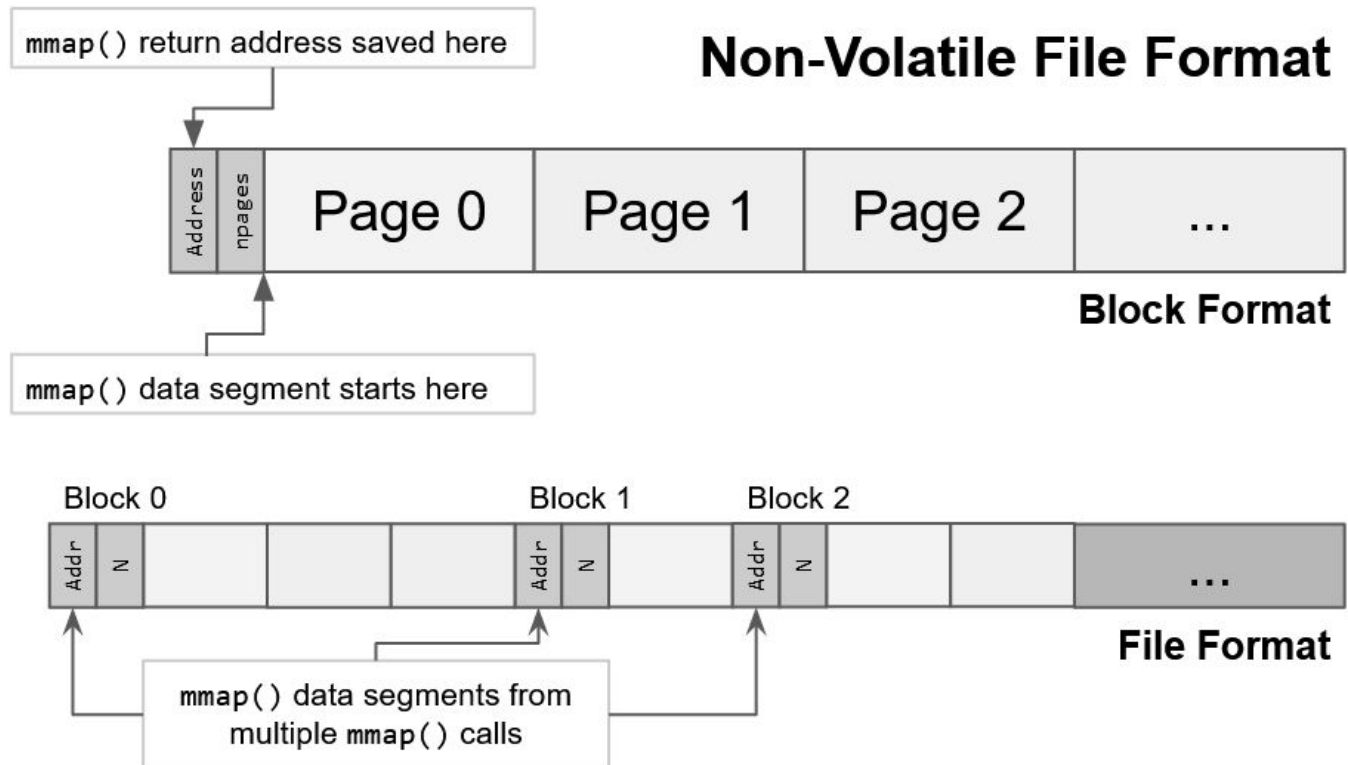 mmap() return address saved here
Non-Volatile File Format
Address
npages
Page 0
Page 1
Page 2
...
Block Format
mmap() data segment starts here
Block 0
Block 1
Block 2
Addr
N
Addr
N
Addr
N
...
File Format
mmap() data segments from
multiple mmap() calls